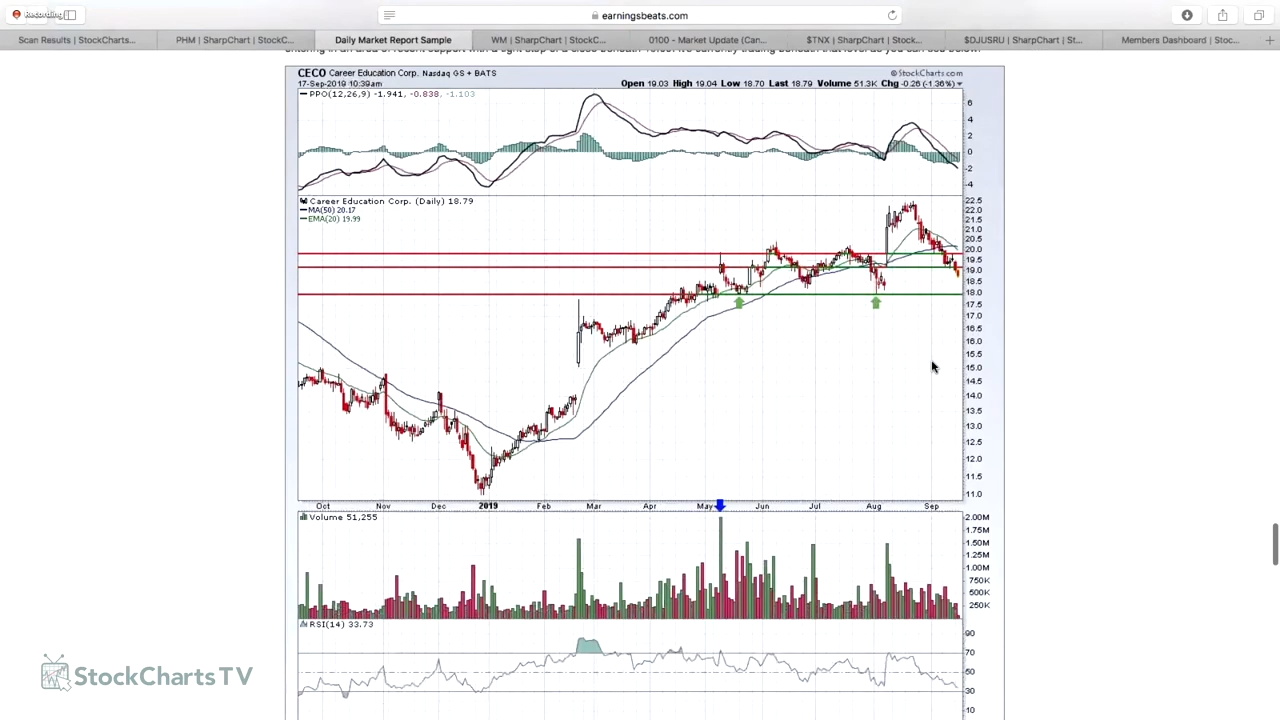 Recording
earningsbeats.com
Scan Results | StockCharts...
PHM | SharpChart | StockC...
Daily Market Report Sample
WM | SharpChart | StockC...
0100 - Market Update (Can...
$TNX | SharpChart | Stock...
$DJUSRU | SharpChart | St...
Members Dashboard | Stoc...
CECO Career Education Corp. Nasdaq GS + BATS
© StockCharts.com
17-Sep-2019 10:39am
Open 19.03 High 19.04 Low 18.70 Last 18.79 Volume 51.3K Chg -0.26 (-1.36%)
PPO(12,26,9) -1.941, -0.838, -1.103
6
4
2
0
-2
-4
Career Education Corp. (Daily) 18.79
MA(50) 20.17
EMA(20) 19.99
22.5
22.0
21.5
21.0
20.5
20.0
19.5
19.0
18.5
18.0
17.5
17.0
16.5
16.0
15.5
15.0
14.5
14.0
13.5
13.0
12.5
12.0
11.5
11.0
Oct Nov Dec 2019 Feb Mar Apr May Jun Jul Aug Sep
Volume 51,255
2.00M
1.75M
1.50M
1.25M
1.00M
750K
500K
250K
RSI(14) 33.73
90
70
50
30
10
StockCharts TV